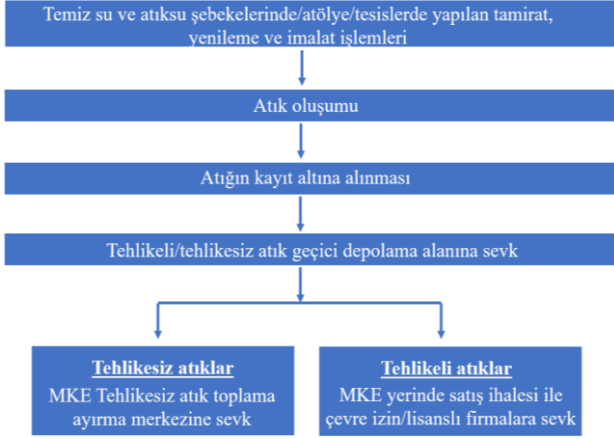 Temiz su ve atıksu şebekelerinde/atölye/tesislerde yapılan tamirat,
yenileme ve imalat işlemleri
Atık oluşumu
Atığın kayıt altına alınması
Tehlikeli/tehlikesiz atık geçici depolama alanına sevk
Tehlikesiz atıklar
MKE Tehlikesiz atık toplama
ayırma merkezine sevk
Tehlikeli atıklar
MKE yerinde satış ihalesi ile
çevre izin/lisanslı firmalara sevk